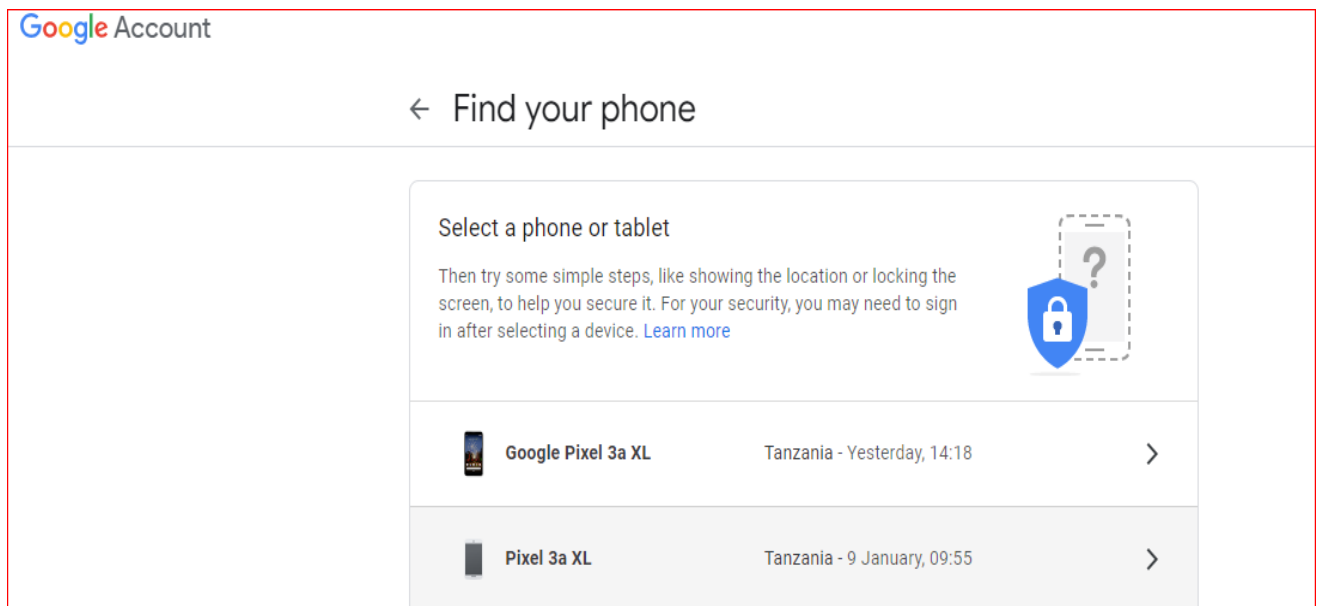 Google Account
← Find your phone
Select a phone or tablet
Then try some simple steps, like showing the location or locking the
screen, to help you secure it. For your security, you may need to sign
in after selecting a device. Learn more
?
Google Pixel 3a XL Tanzania - Yesterday, 14:18
Pixel 3a XL Tanzania - 9 January, 09:55